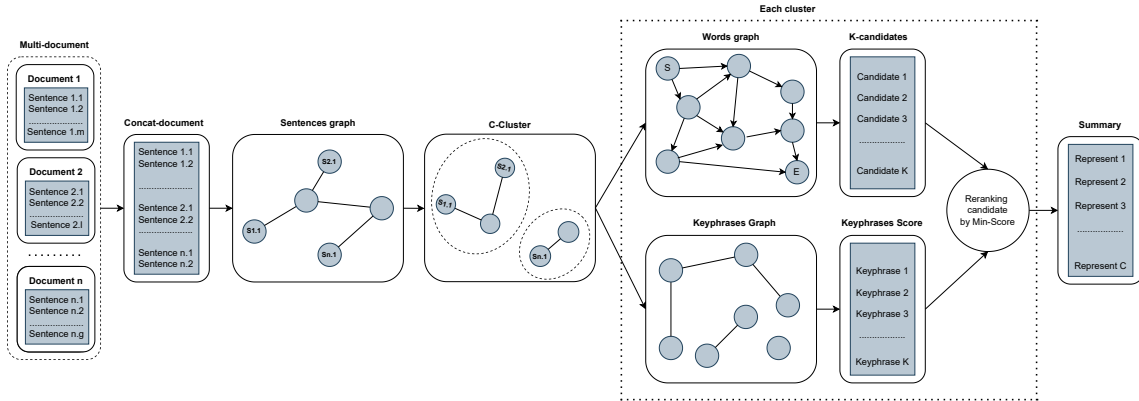 Multi-document
Document 1
Sentence 1.1
Sentence 1.2
.....................
Sentence 1.m
Document 2
Sentence 2.1
Sentence 2.2
.....................
Sentence 2.l
. . . . . . . .
Document n
Sentence n.1
Sentence n.2
.....................
Sentence n.g
Concat-document
Sentence 1.1
Sentence 1.2
.....................
Sentence 2.1
Sentence 2.2
.....................
Sentence n.1
Sentence n.2
Sentences graph
S2.1
S1.1
Sn.1
C-Cluster
S2.1
S1.1
Sn.1
Each cluster
Words graph
S
E
K-candidates
Candidate 1
Candidate 2
Candidate 3
.....................
Candidate K
Keyphrases Graph
Keyphrases Score
Keyphrase 1
Keyphrase 2
Keyphrase 3
.....................
Keyphrase K
Reranking
candidate
by Min-Score
Summary
Represent 1
Represent 2
Represent 3
.....................
Represent C